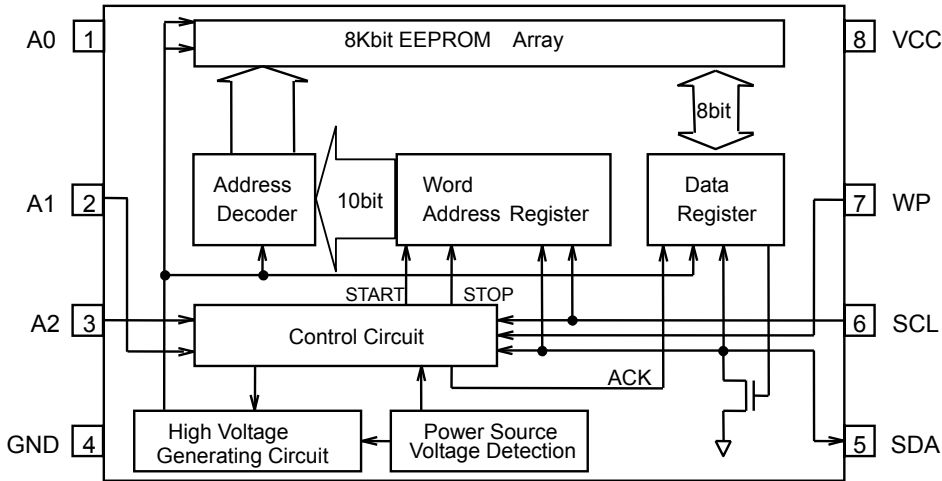 A0 1
8Kbit EEPROM Array
8 VCC
8bit
A1 2
Address
Decoder
10bit
Word
Address Register
Data
Register
7 WP
START
STOP
A2 3
Control Circuit
6 SCL
ACK
GND 4
High Voltage
Generating Circuit
Power Source
Voltage Detection
5 SDA